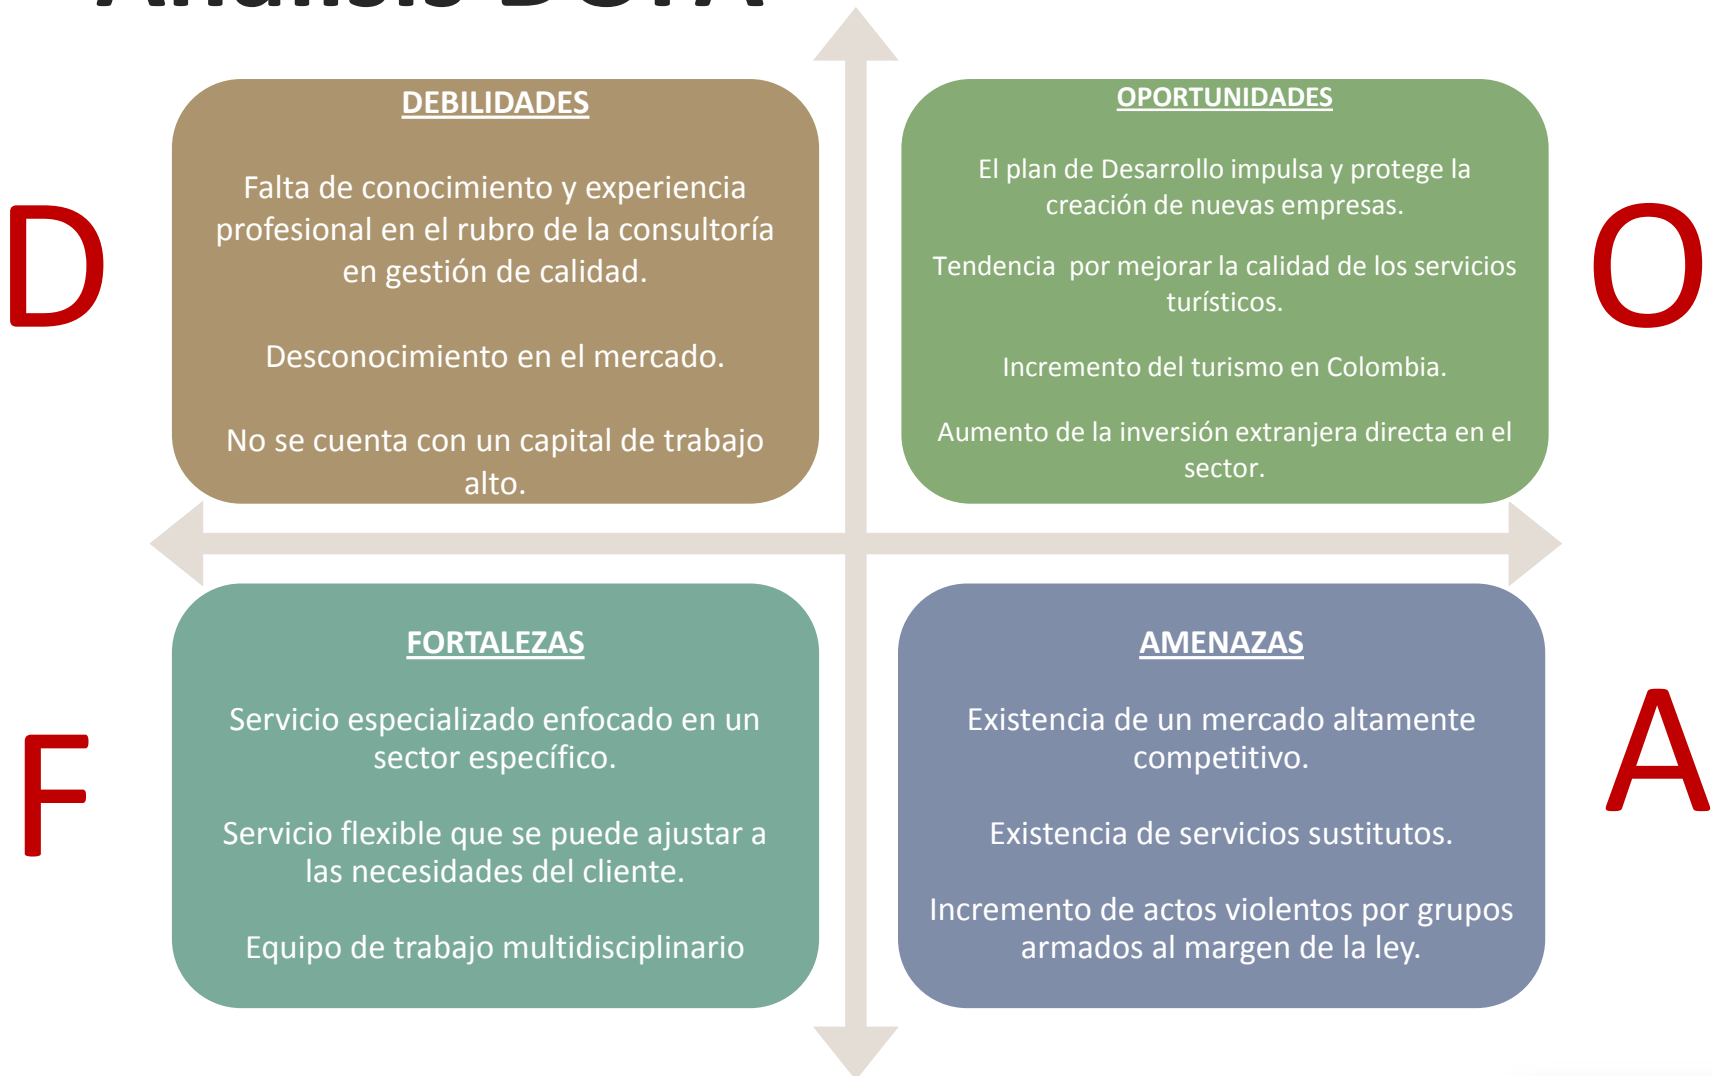 Análisis DOFA
D
DEBILIDADES
Falta de conocimiento y experiencia
profesional en el rubro de la consultoría
en gestión de calidad.
Desconocimiento en el mercado.
No se cuenta con un capital de trabajo
alto.
OPORTUNIDADES
El plan de Desarrollo impulsa y protege la
creación de nuevas empresas.
Tendencia  por mejorar la calidad de los servicios
turísticos.
Incremento del turismo en Colombia.
Aumento de la inversión extranjera directa en el
sector.
O
F
FORTALEZAS
Servicio especializado enfocado en un
sector específico.
Servicio flexible que se puede ajustar a
las necesidades del cliente.
Equipo de trabajo multidisciplinario
AMENAZAS
Existencia de un mercado altamente
competitivo.
Existencia de servicios sustitutos.
Incremento de actos violentos por grupos
armados al margen de la ley.
A